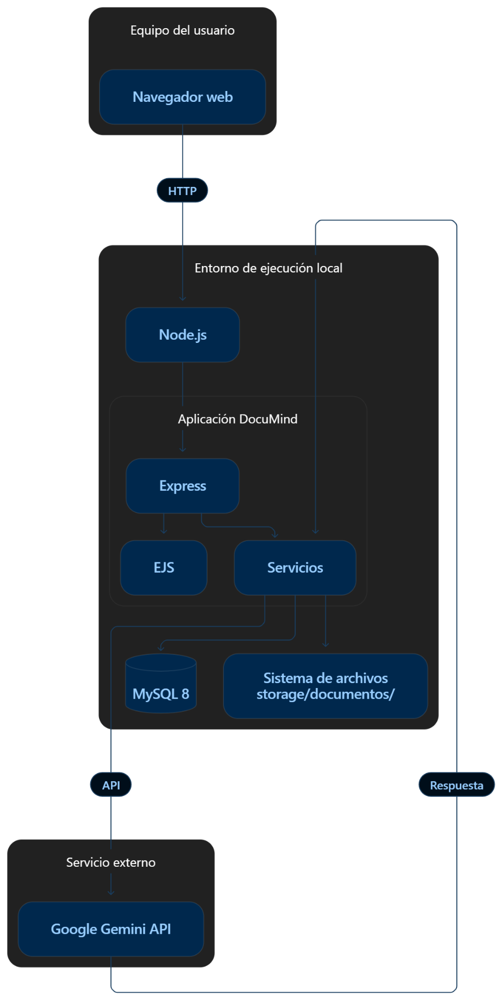 Equipo del usuario
Navegador web
HTTP
Entorno de ejecución local
Node.js
Aplicación DocuMind
Express
EJS
Servicios
MySQL 8
Sistema de archivos
storage/documentos/
API
Respuesta
Servicio externo
Google Gemini API